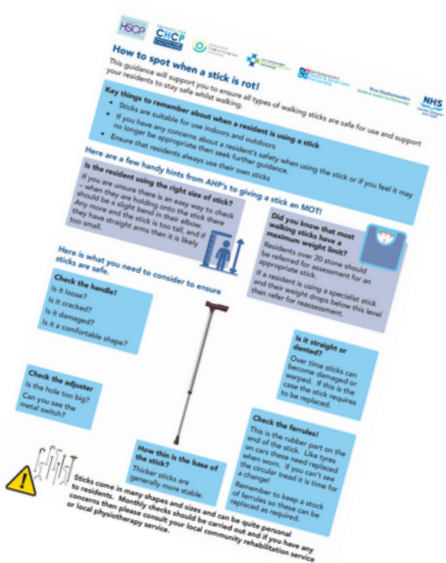 HSCP
CHCP
NHS
How to spot when a stick is rot!
This guidance will support you to ensure all types of walking sticks are safe for use and support
your residents to stay safe whilst walking.
Key things to remember about when a resident is using a stick
• Sticks are suitable for use indoors and outdoors
• If you have any concerns about a resident's safety when using the stick or if you feel it may
no longer be appropriate then seek further guidance.
• Ensure that residents always use their own sticks
Here are a few handy hints from AHP's to giving a stick an MOT!
Is the resident using the right size of stick?
If you are unsure there is an easy way to check
– when they are holding onto the stick there
should be a slight bend in their elbow.
Any more and the stick is too tall, and if
they have straight arms then it is likely
too small.
Did you know that most
walking sticks have a
maximum weight limit?
Residents over 20 stone should
be referred for assessment for an
appropriate stick.
If a resident is using a specialist stick
and their weight drops below this level
then refer for reassessment.
Here is what you need to consider to ensure
sticks are safe.
Check the handle!
Is it loose?
Is it cracked?
Is it damaged?
Is it a comfortable shape?
Is it straight or
dented?
Over time sticks can
become damaged or
warped. If this is the
case the stick requires
to be replaced.
Check the adjuster
Is the hole too big?
Can you see the
metal switch?
How thin is the base of
the stick?
Thicker sticks are
generally more stable.
Check the ferrules!
This is the rubber part on the
end of the stick. Like tyres
on cars these need replaced
when worn. If you can't see
the circular tread it is time for
a change!
Remember to keep a stock
of ferrules so these can be
replaced as required.
Sticks come in many shapes and sizes and can be quite personal
to residents. Monthly checks should be carried out and if you have any
concerns then please consult your local community rehabilitation service
or local physiotherapy service.